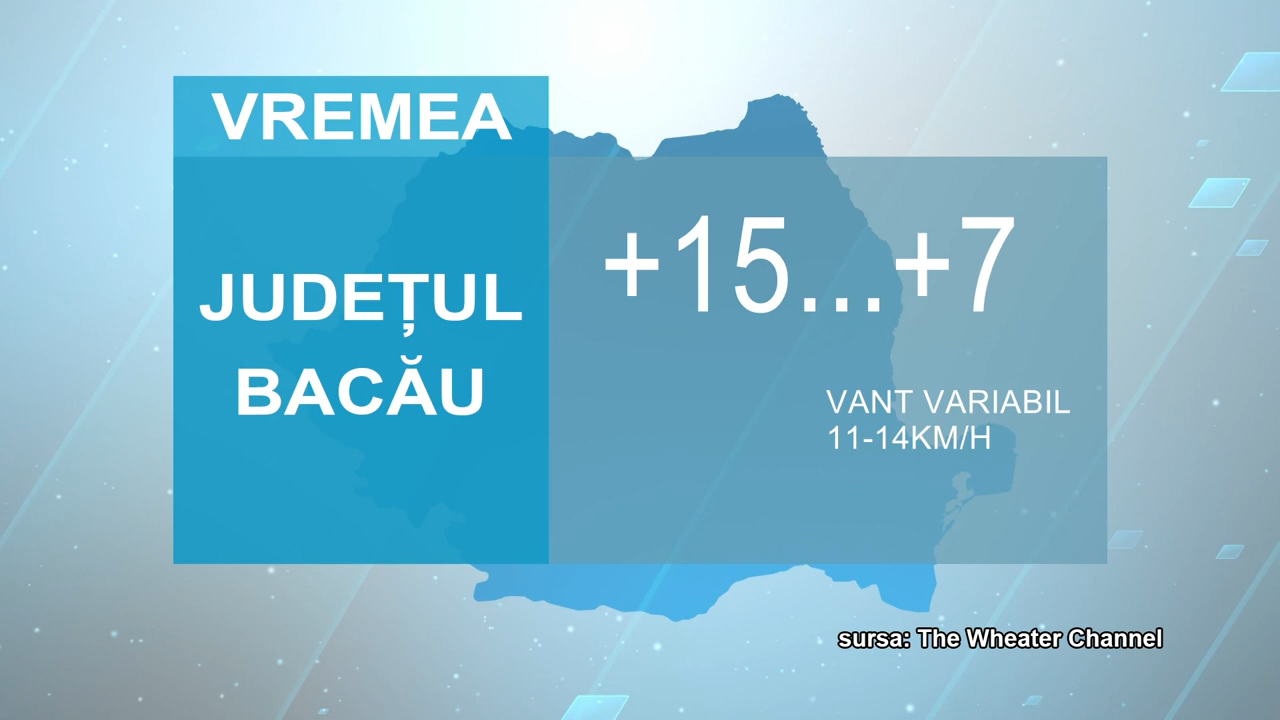 VREMEA
JUDEȚUL
BACĂU
+15...+7
VANT VARIABIL
11-14KM/H
sursa: The Wheater Channel